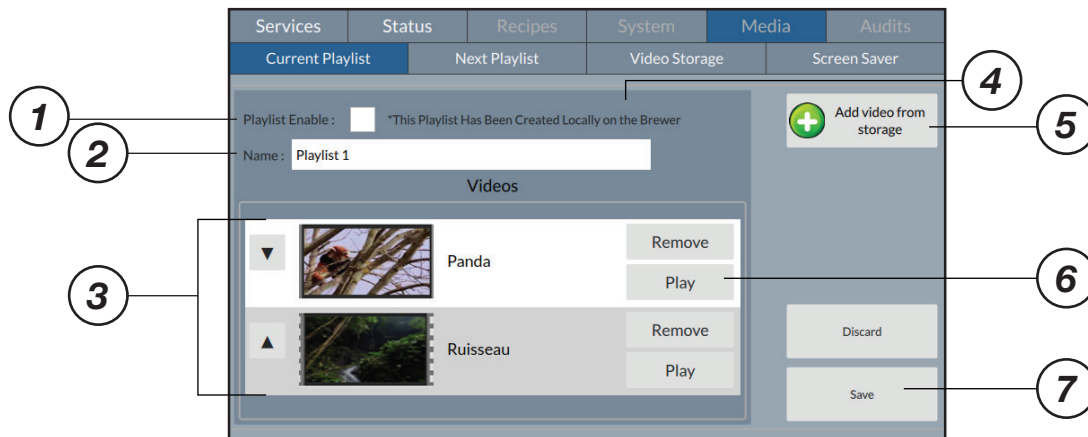 Services Status Recipes System Media Audits
Current Playlist Next Playlist Video Storage Screen Saver
4
1
Playlist Enable : *This Playlist Has Been Created Locally on the Brewer
Add video from
storage
5
2
Name : Playlist 1
Videos
3
Panda
Remove
Play
6
Ruisseau
Remove
Play
Discard
Save
7